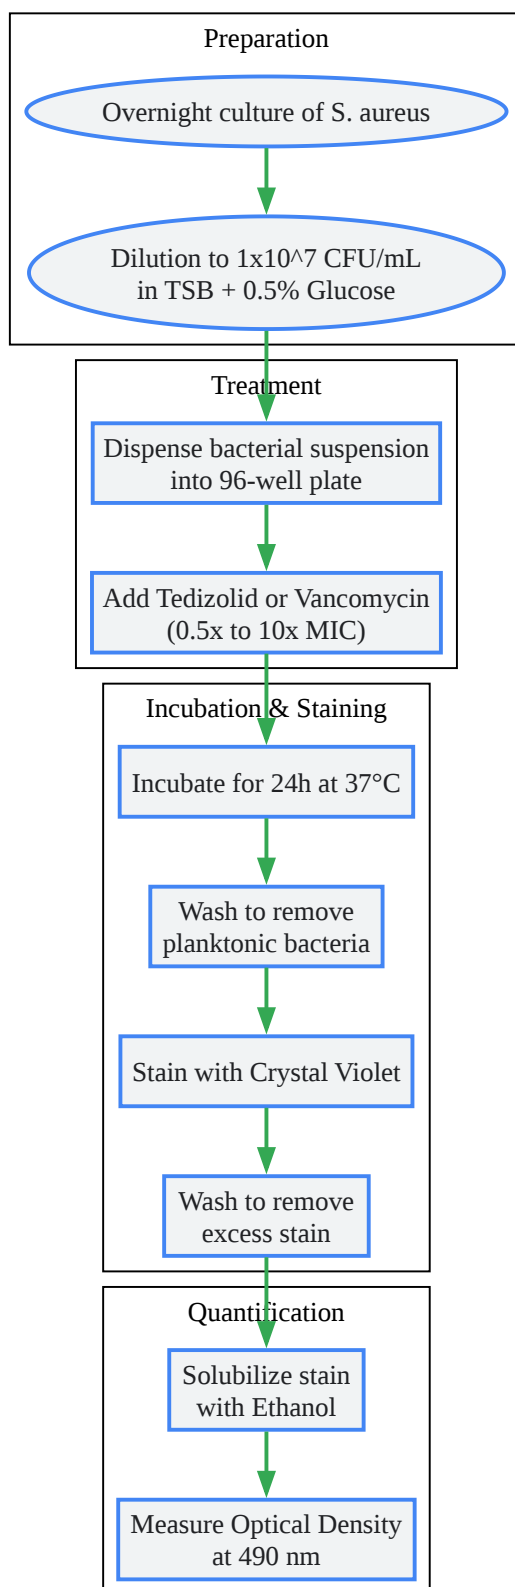 Preparation
Overnight culture of S. aureus
Dilution to 1x10^7 CFU/mL
in TSB + 0.5% Glucose
Treatment
Dispense bacterial suspension
into 96-well plate
Add Tedizolid or Vancomycin
(0.5x to 10x MIC)
Incubation & Staining
Incubate for 24h at 37°C
Wash to remove
planktonic bacteria
Stain with Crystal Violet
Wash to remove
excess stain
Quantification
Solubilize stain
with Ethanol
Measure Optical Density
at 490 nm